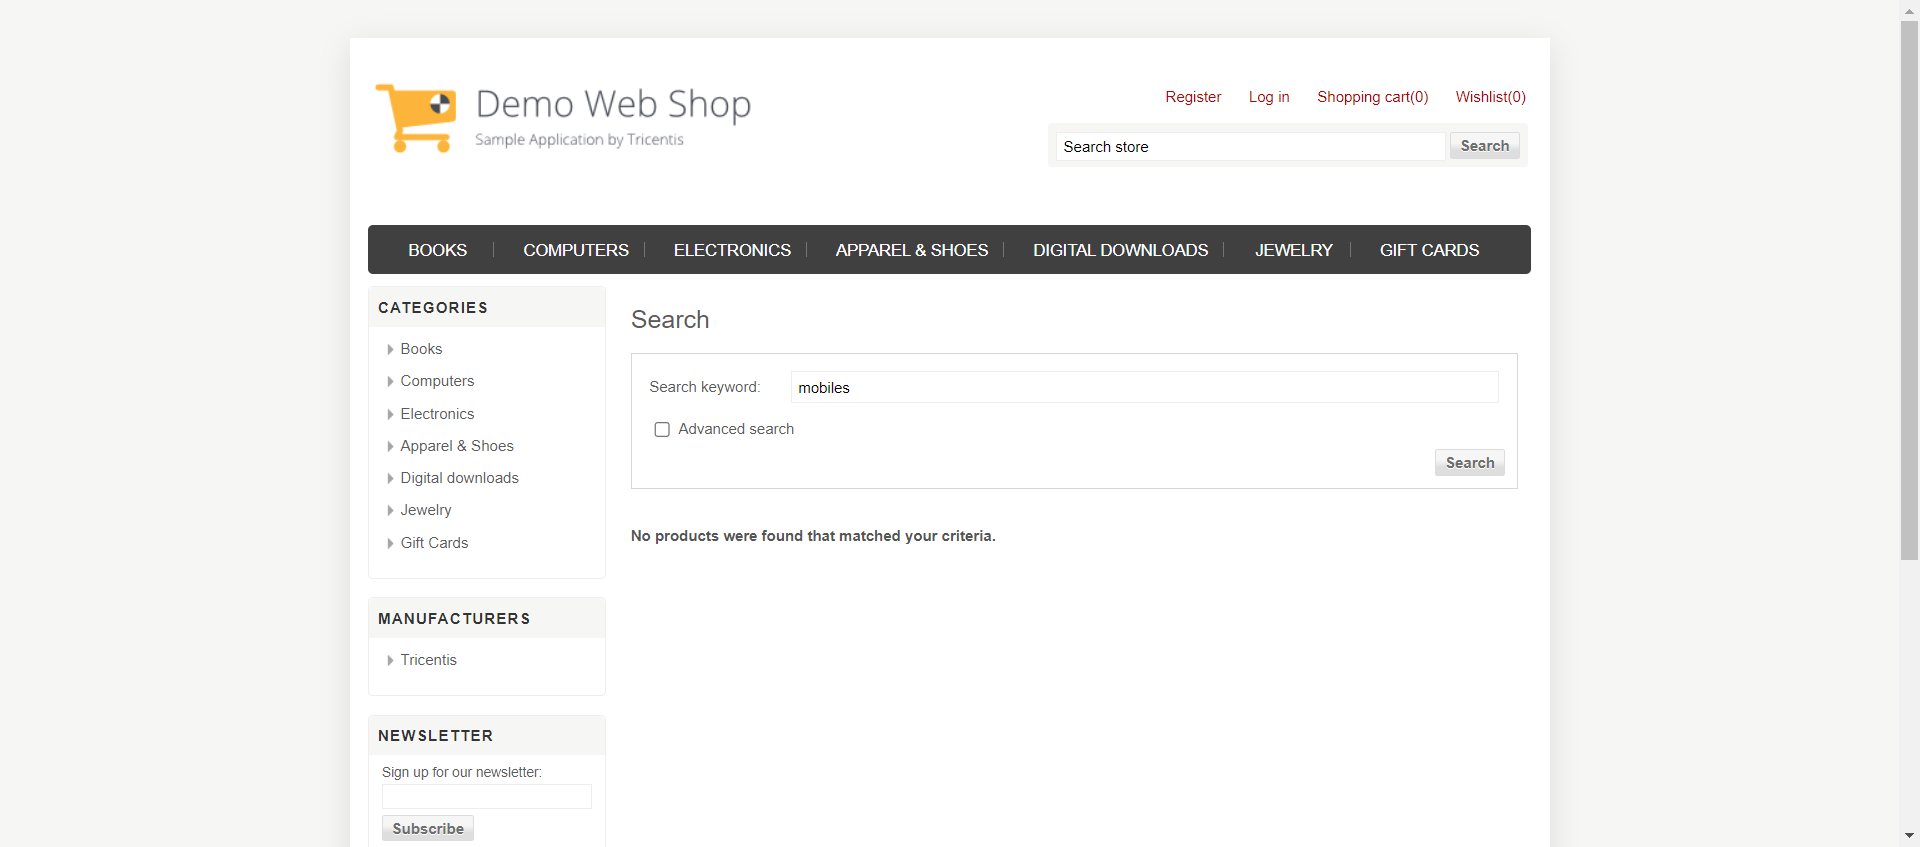 Demo Web Shop
Sample Application by Tricentis
Register Log in Shopping cart(0) Wishlist(0)
Search store Search
BOOKS COMPUTERS ELECTRONICS APPAREL & SHOES DIGITAL DOWNLOADS JEWELRY GIFT CARDS
CATEGORIES
Books
Computers
Electronics
Apparel & Shoes
Digital downloads
Jewelry
Gift Cards
MANUFACTURERS
Tricentis
NEWSLETTER
Sign up for our newsletter:
Subscribe
Search
Search keyword: mobiles
Advanced search
Search
No products were found that matched your criteria.